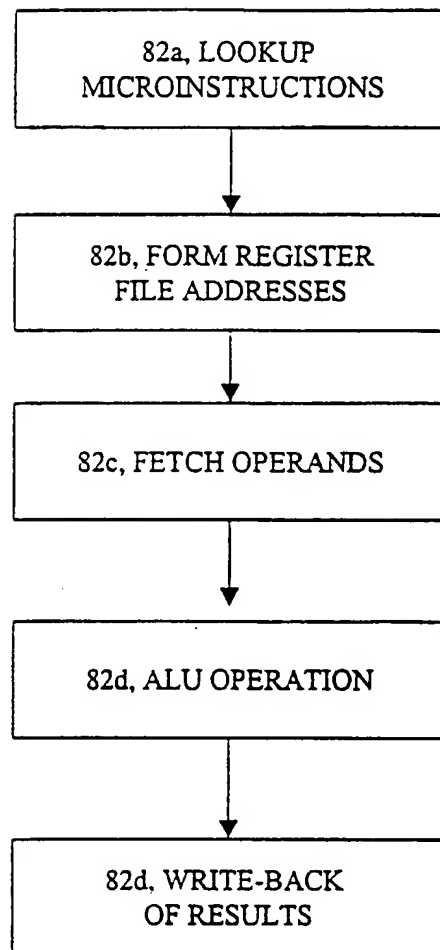 82a, LOOKUP
MICROINSTRUCTIONS
82b, FORM REGISTER
FILE ADDRESSES
82c, FETCH OPERANDS
82d, ALU OPERATION
82d, WRITE-BACK
OF RESULTS